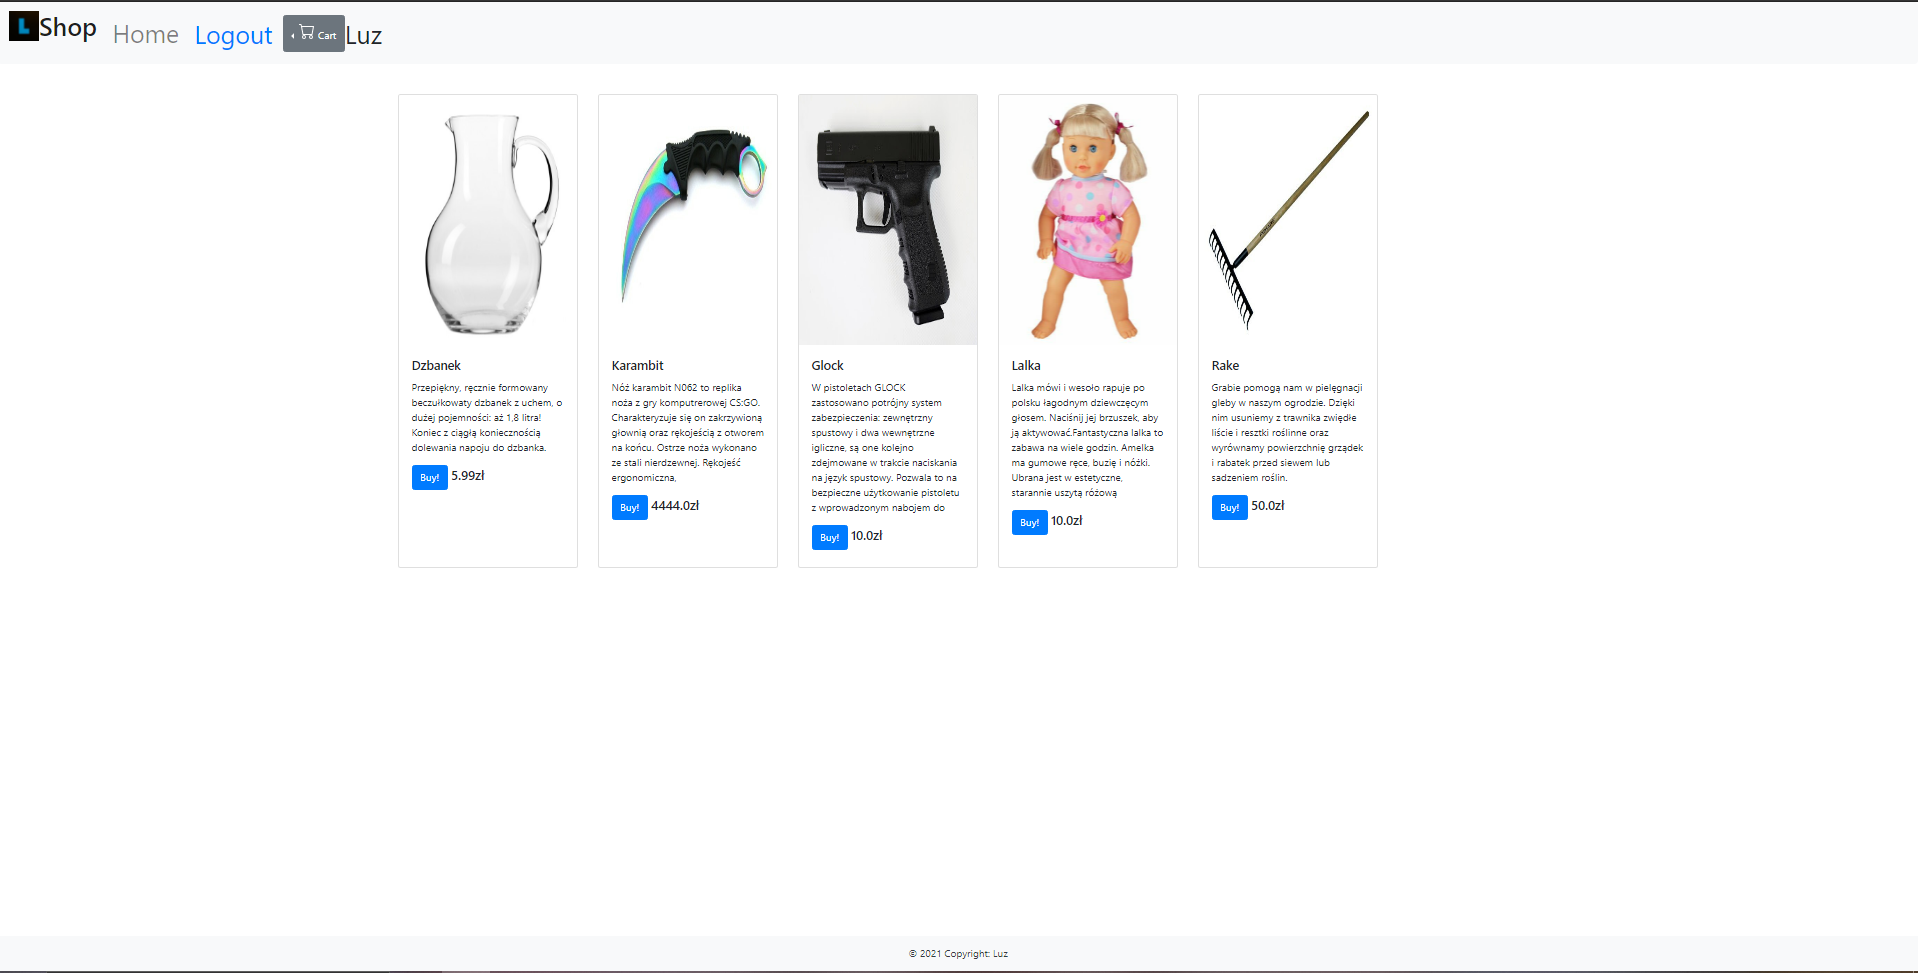 L Shop Home Logout Cart Luz
Dzbanek
Przepiękny, ręcznie formowany
beczułkowaty dzbanek z uchem, o
dużej pojemności: aż 1,8 litra!
Koniec z ciągłą koniecznością
dolewania napoju do dzbanka.
Buy! 5.99zł
Karambit
Nóż karambit N062 to replika
noża z gry komputrerowej CS:GO.
Charakteryzuje się on zakrzywioną
głownią oraz rękojeścią z otworem
na końcu. Ostrze noża wykonano
ze stali nierdzewnej. Rękojeść
ergonomiczna,
Buy! 4444.0zł
Glock
W pistoletach GLOCK
zastosowano potrójny system
zabezpieczenia: zewnętrzny
spustowy i dwa wewnętrzne
igliczne, są one kolejno
zdejmowane w trakcie naciskania
na język spustowy. Pozwala to na
bezpieczne użytkowanie pistoletu
z wprowadzonym nabojem do
Buy! 10.0zł
Lalka
Lalka mówi i wesoło rapuje po
polsku łagodnym dziewczęcym
głosem, Naciśnij jej brzuszek, aby
ją aktywować.Fantastyczna lalka to
zabawa na wiele godzin. Amelka
ma gumowe ręce, buzię i nóżki.
Ubrana jest w estetyczne,
starannie uszytą różową
Buy! 10.0zł
Rake
Grabie pomogą nam w pielęgnacji
gleby w naszym ogrodzie. Dzięki
nim usuniemy z trawnika zwiędłe
liście i resztki roślinne oraz
wyrównamy powierzchnię grządek
i rabatek przed siewem lub
sadzeniem roślin.
Buy! 50.0zł
© 2021 Copyright: Luz